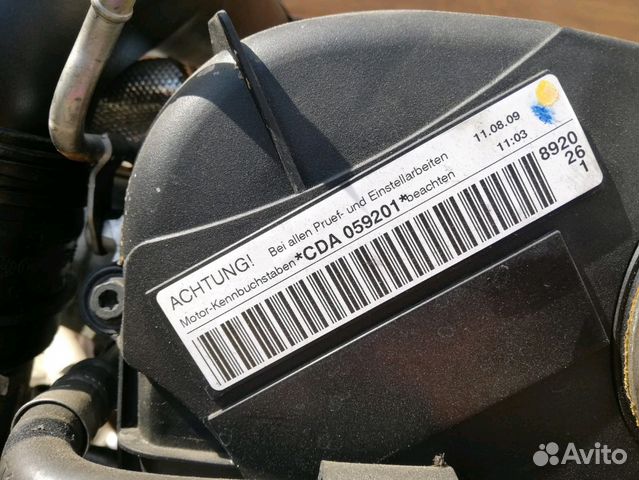 ACHTUNG! Bei allen Pruef- und Einstellarbeiten 11.08.09
Motor-Kennbuchstaben *CDA 059201* beachten 11:03
8920
26
1
Avito